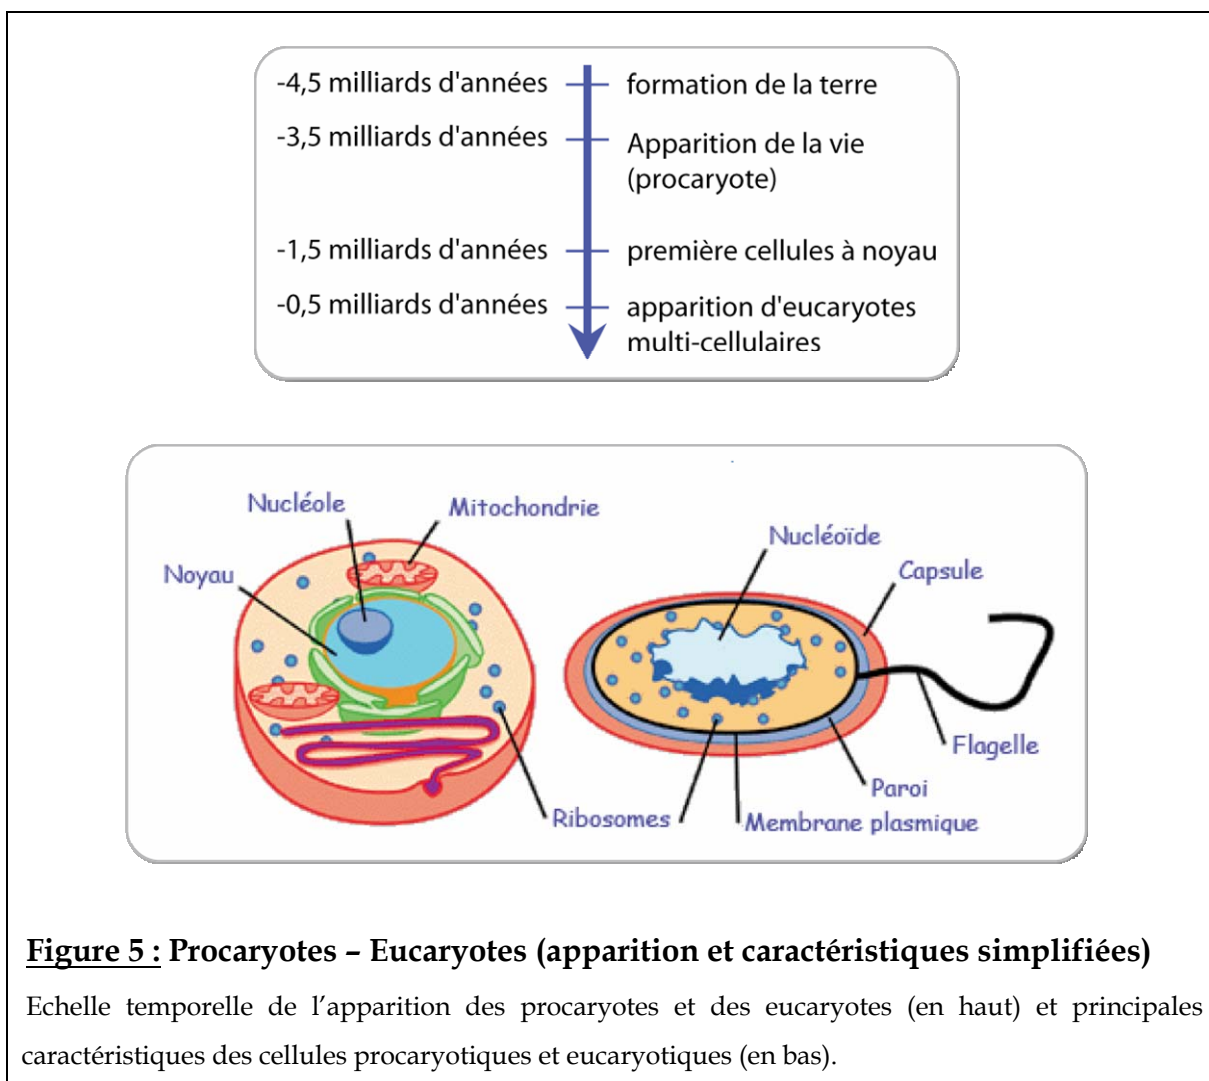 -4,5 milliards d'années formation de la terre
-3,5 milliards d'années Apparition de la vie
(procaryote)
-1,5 milliards d'années première cellules à noyau
-0,5 milliards d'années apparition d'eucaryotes
multi-cellulaires
Nucléole
Mitochondrie
Noyau
Nucléoïde
Capsule
Flagelle
Paroi
Ribosomes
Membrane plasmique
Figure 5 : Procaryotes – Eucaryotes (apparition et caractéristiques simplifiées)
Echelle temporelle de l’apparition des procaryotes et des eucaryotes (en haut) et principales
caractéristiques des cellules procaryotiques et eucaryotiques (en bas).